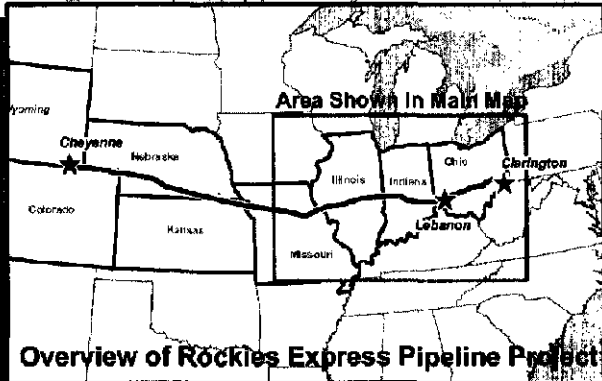 Area Shown in Main Map
Wyoming
Cheyenne
Nebraska
Illinois
Indiana
Ohio
Clarington
Colorado
Kansas
Lebanon
Missouri
Overview of Rockies Express Pipeline Project